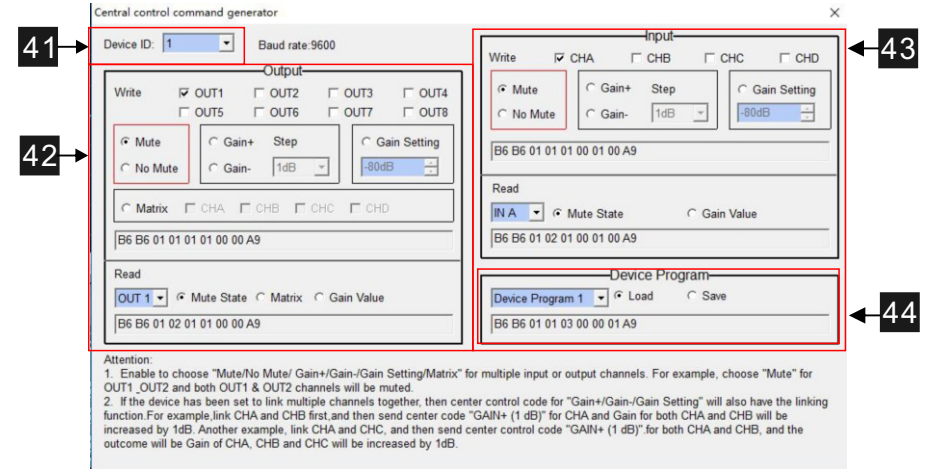 Central control command generator ×
41
Device ID: 1 Baud rate:9600
42
Output
Write OUT1 OUT2 OUT3 OUT4
OUT5 OUT6 OUT7 OUT8
Mute Gain+ Step Gain Setting
No Mute Gain- 1dB -80dB
Matrix CHA CHB CHC CHD
B6 B6 01 01 01 01 00 00 A9
Read
OUT 1 Mute State Matrix Gain Value
B6 B6 01 02 01 01 00 00 A9
43
Input
Write CHA CHB CHC CHD
Mute Gain+ Step Gain Setting
No Mute Gain- 1dB -80dB
B6 B6 01 01 01 00 01 00 A9
Read
IN A Mute State Gain Value
B6 B6 01 02 01 00 01 00 A9
44
Device Program
Device Program 1 Load Save
B6 B6 01 01 03 00 00 01 A9
Attention:
1. Enable to choose "Mute/No Mute/ Gain+/Gain-/Gain Setting/Matrix" for multiple input or output channels. For example, choose "Mute" for
OUT1 _OUT2 and both OUT1 & OUT2 channels will be muted.
2. If the device has been set to link multiple channels together, then center control code for "Gain+/Gain-/Gain Setting" will also have the linking
function.For example,link CHA and CHB first,and then send center code "GAIN+ (1 dB)" for CHA and Gain for both CHA and CHB will be
increased by 1dB. Another example, link CHA and CHC, and then send center control code "GAIN+ (1 dB)".for both CHA and CHB, and the
outcome will be Gain of CHA, CHB and CHC will be increased by 1dB.